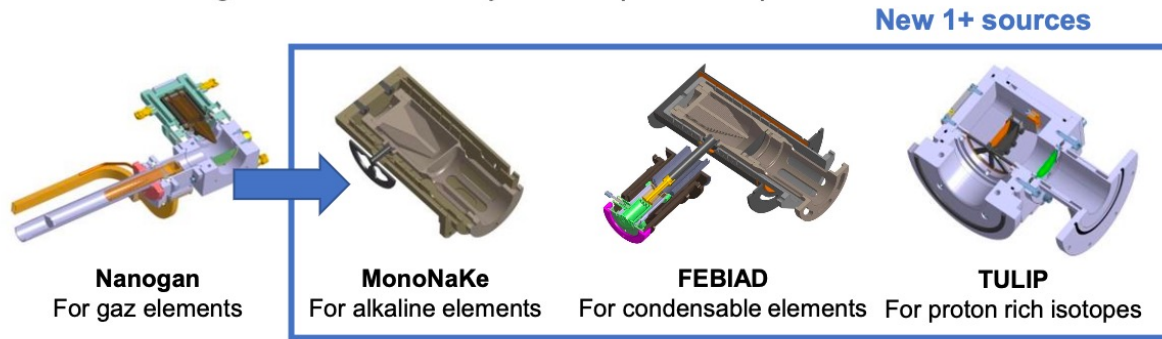 New 1+ sources
Nanogan
For gaz elements
MonoNaKe
For alkaline elements
FEBIAD
For condensable elements
TULIP
For proton rich isotopes